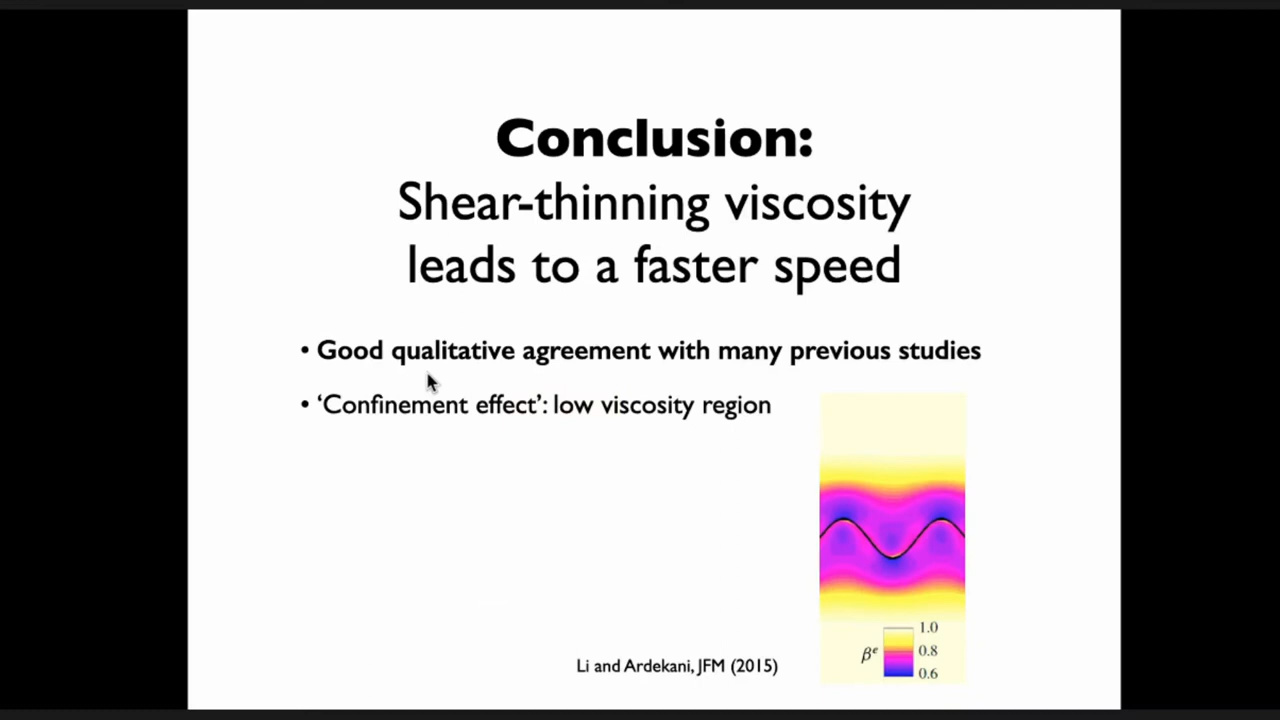 Conclusion:
Shear-thinning viscosity
leads to a faster speed
• Good qualitative agreement with many previous studies
• ‘Confinement effect’: low viscosity region
1.0
βᵉ 0.8
0.6
Li and Ardekani, JFM (2015)